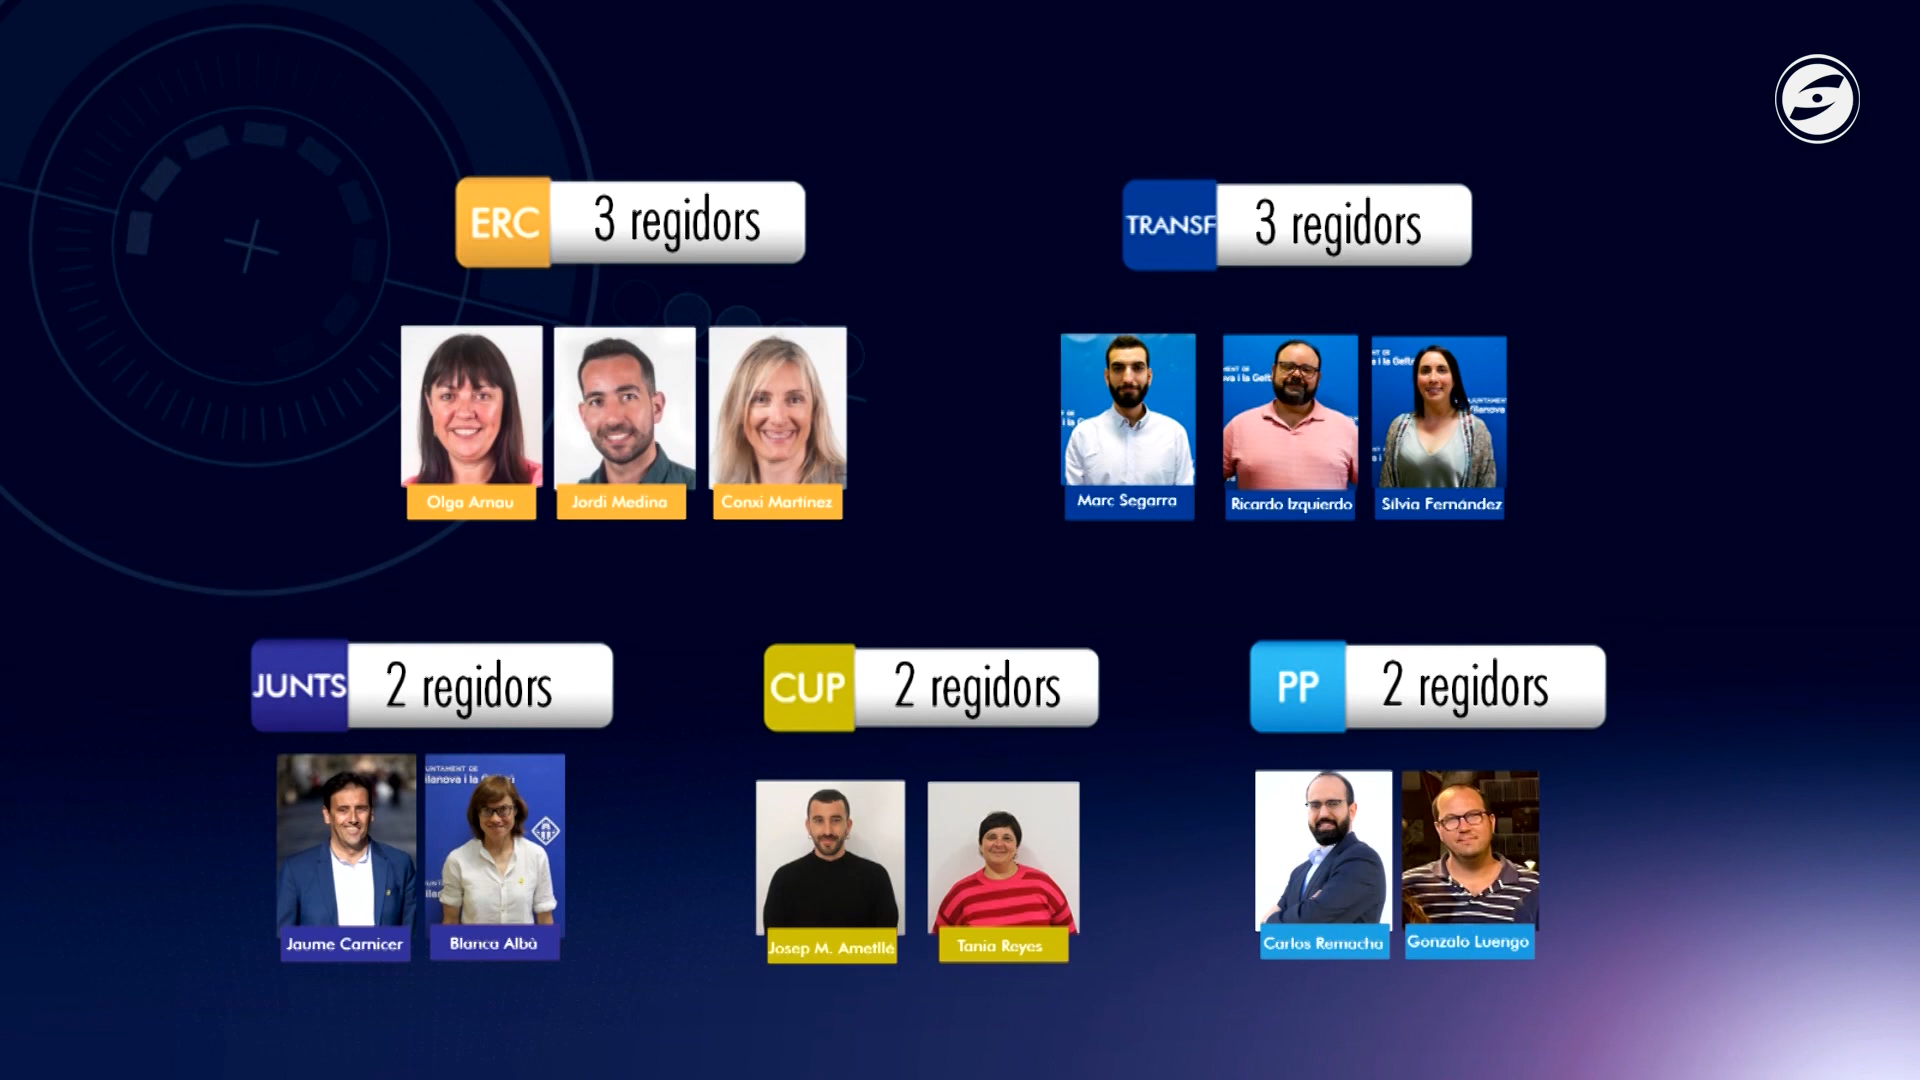 ERC
3 regidors
TRANSF
3 regidors
Olga Arnau
Jordi Medina
Conxi Martínez
Marc Segarra
Ricardo Izquierdo
Sílvia Fernández
JUNTS
2 regidors
CUP
2 regidors
PP
2 regidors
Jaume Carnicer
Blanca Albà
Josep M. Ametllé
Tania Reyes
Carlos Remacha
Gonzalo Luengo